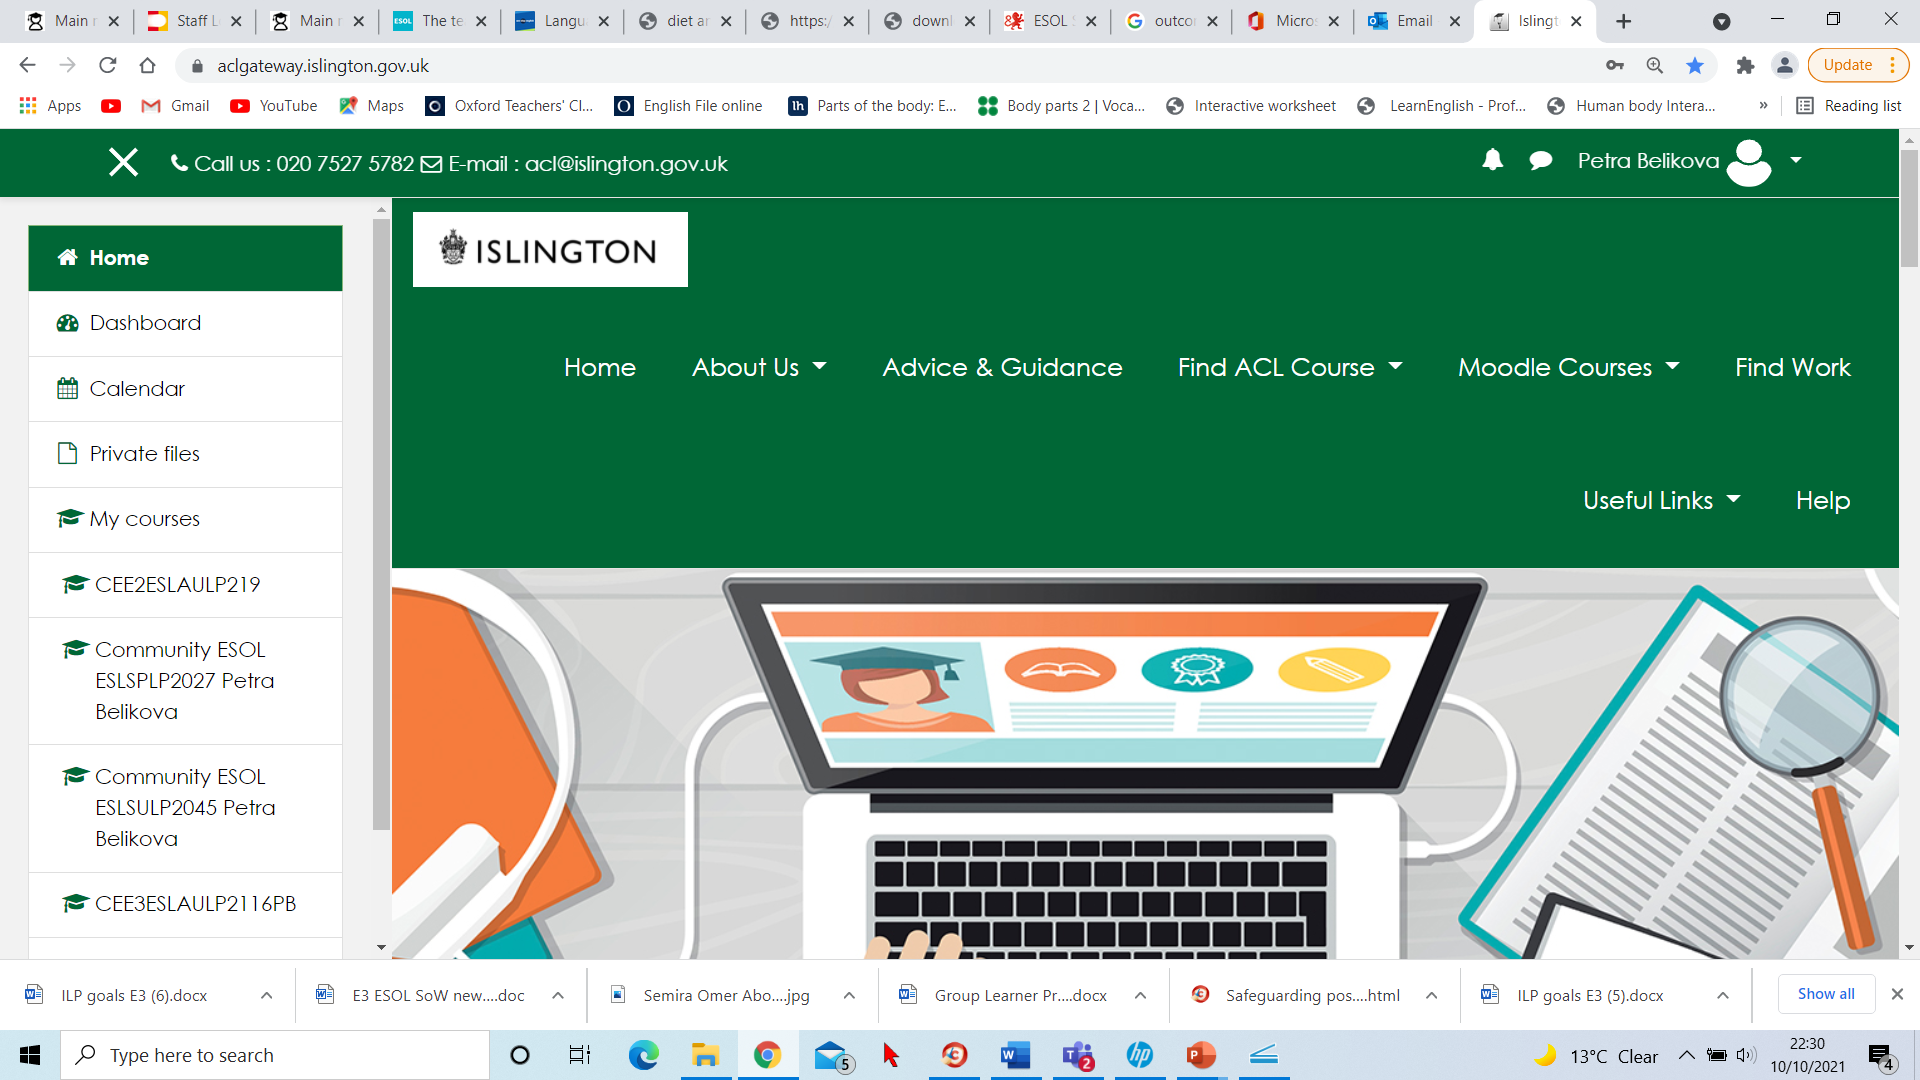 Main
Staff L
Main
The te
Langu
diet ar
https:/
down
ESOL
outco
Micro
Email
Islingt
aclgateway.islington.gov.uk
Update
Apps
Gmail
YouTube
Maps
Oxford Teachers' Cl...
English File online
Parts of the body: E...
Body parts 2 | Voca...
Interactive worksheet
LearnEnglish - Prof...
Human body Intera...
»
Reading list
Call us : 020 7527 5782 E-mail : acl@islington.gov.uk
Petra Belikova
ISLINGTON
Home About Us Advice & Guidance Find ACL Course Moodle Courses Find Work
Useful Links Help
Home
Dashboard
Calendar
Private files
My courses
CEE2ESLAULP219
Community ESOL
ESLSPLP2027 Petra
Belikova
Community ESOL
ESLSULP2045 Petra
Belikova
CEE3ESLAULP2116PB
ILP goals E3 (6).docx
E3 ESOL SoW new....doc
Semira Omer Abo....jpg
Group Learner Pr....docx
Safeguarding pos....html
ILP goals E3 (5).docx
Show all
Type here to search
5
2
13°C Clear
22:30
10/10/2021
4